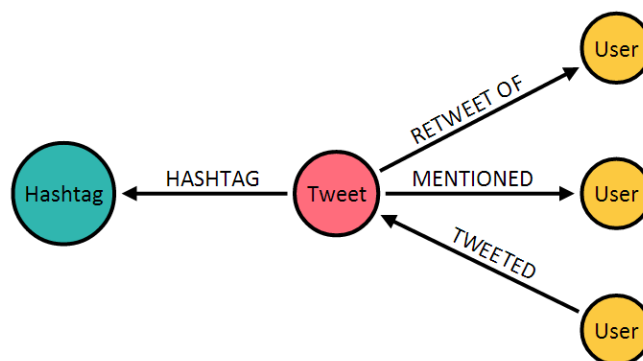 User
RETWEET OF
Hashtag
HASHTAG
Tweet
MENTIONED
User
TWEETED
User